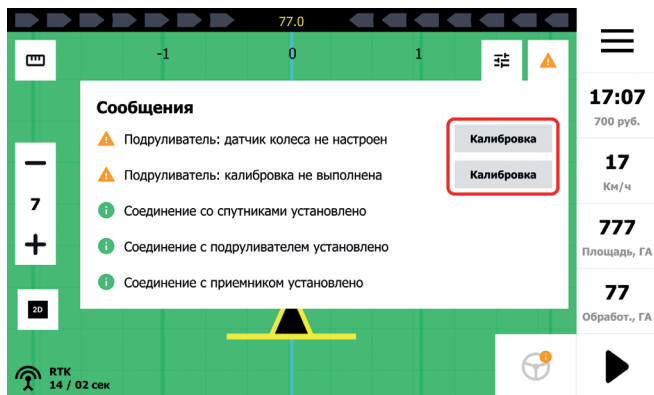 77.0
-1 0 1
Сообщения
Подруливатель: датчик колеса не настроен
Калибровка
Подруливатель: калибровка не выполнена
Калибровка
Соединение со спутниками установлено
Соединение с подруливателем установлено
Соединение с приемником установлено
7
2D
RTK
14 / 02 сек
17:07
700 руб.
17
Км/ч
777
Площадь, ГА
77
Обработ., ГА